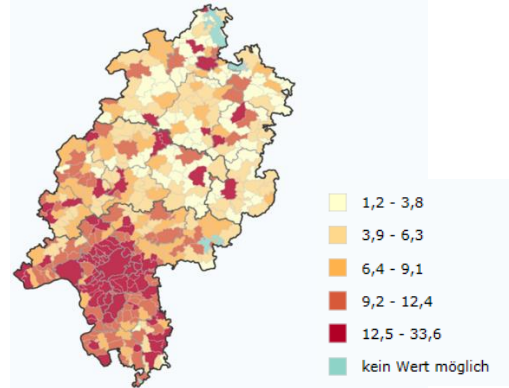 1,2 - 3,8
3,9 - 6,3
6,4 - 9,1
9,2 - 12,4
12,5 - 33,6
kein Wert möglich